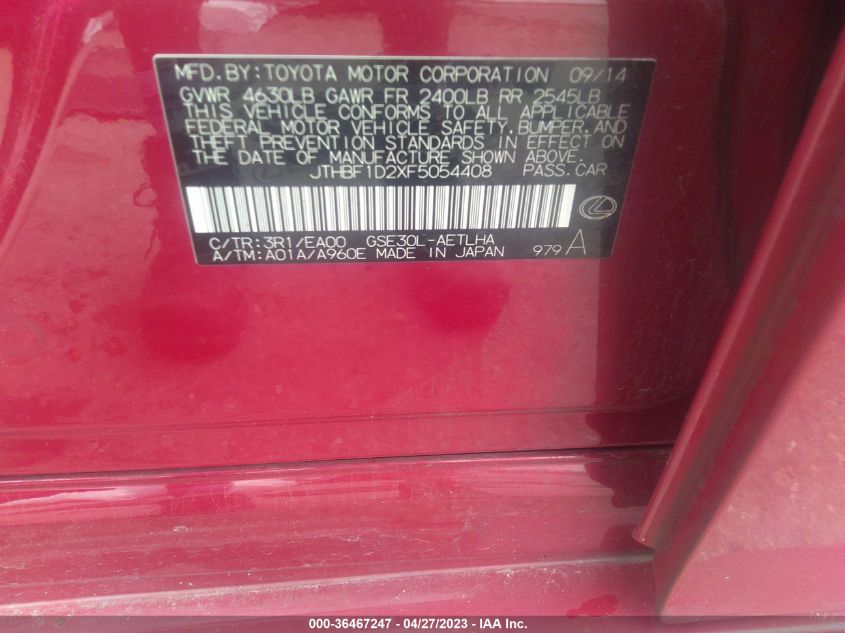 MFD. BY: TOYOTA MOTOR CORPORATION 09/14
GVWR 4630LB GAWR FR 2400LB RR 2545LB
THIS VEHICLE CONFORMS TO ALL APPLICABLE
FEDERAL MOTOR VEHICLE SAFETY, BUMPER, AND
THEFT PREVENTION STANDARDS IN EFFECT ON
THE DATE OF MANUFACTURE SHOWN ABOVE.
JTHBF1D2XF5054408 PASS. CAR
C/TR: 3R1/EA00 GSE30L-AETLHA
A/TM: A01A/A960E MADE IN JAPAN 979 A
000-36467247 - 04/27/2023 - IAA Inc.